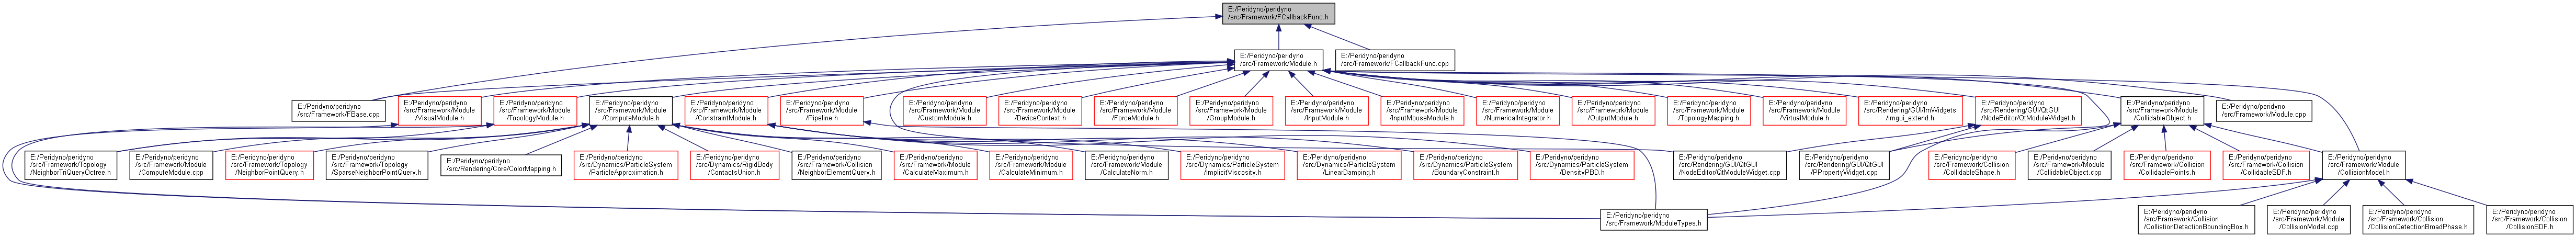 E:/Peridyno/peridyno
/src/Framework/FCallbackFunc.h
E:/Peridyno/peridyno
/src/Framework/Module.h
E:/Peridyno/peridyno
/src/Framework/FCallbackFunc.cpp
E:/Peridyno/peridyno
/src/Framework/FBase.cpp
E:/Peridyno/peridyno
/src/Framework/Module
/VisualModule.h
E:/Peridyno/peridyno
/src/Framework/Module
/TopologyModule.h
E:/Peridyno/peridyno
/src/Framework/Module
/ComputeModule.h
E:/Peridyno/peridyno
/src/Framework/Module
/ConstraintModule.h
E:/Peridyno/peridyno
/src/Framework/Module
/Pipeline.h
E:/Peridyno/peridyno
/src/Framework/Module
/CustomModule.h
E:/Peridyno/peridyno
/src/Framework/Module
/DeviceContext.h
E:/Peridyno/peridyno
/src/Framework/Module
/ForceModule.h
E:/Peridyno/peridyno
/src/Framework/Module
/GroupModule.h
E:/Peridyno/peridyno
/src/Framework/Module
/InputModule.h
E:/Peridyno/peridyno
/src/Framework/Module
/InputMouseModule.h
E:/Peridyno/peridyno
/src/Framework/Module
/NumericalIntegrator.h
E:/Peridyno/peridyno
/src/Framework/Module
/OutputModule.h
E:/Peridyno/peridyno
/src/Framework/Module
/TopologyMapping.h
E:/Peridyno/peridyno
/src/Framework/Module
/VirtualModule.h
E:/Peridyno/peridyno
/src/Rendering/GUI/ImWidgets
/imgui_extend.h
E:/Peridyno/peridyno
/src/Rendering/GUI/QtGUI
/NodeEditor/QtModuleWidget.h
E:/Peridyno/peridyno
/src/Framework/Module
/CollidableObject.h
E:/Peridyno/peridyno
/src/Framework/Module.cpp
E:/Peridyno/peridyno
/src/Framework/Topology
/NeighborTriQueryOctree.h
E:/Peridyno/peridyno
/src/Framework/Module
/ComputeModule.cpp
E:/Peridyno/peridyno
/src/Framework/Topology
/NeighborPointQuery.h
E:/Peridyno/peridyno
/src/Framework/Topology
/SparseNeighborPointQuery.h
E:/Peridyno/peridyno
/src/Rendering/Core/ColorMapping.h
E:/Peridyno/peridyno
/src/Dynamics/ParticleSystem
/ParticleApproximation.h
E:/Peridyno/peridyno
/src/Dynamics/RigidBody
/ContactsUnion.h
E:/Peridyno/peridyno
/src/Framework/Collision
/NeighborElementQuery.h
E:/Peridyno/peridyno
/src/Framework/Module
/CalculateMaximum.h
E:/Peridyno/peridyno
/src/Framework/Module
/CalculateMinimum.h
E:/Peridyno/peridyno
/src/Framework/Module
/CalculateNorm.h
E:/Peridyno/peridyno
/src/Dynamics/ParticleSystem
/ImplicitViscosity.h
E:/Peridyno/peridyno
/src/Dynamics/ParticleSystem
/LinearDamping.h
E:/Peridyno/peridyno
/src/Dynamics/ParticleSystem
/BoundaryConstraint.h
E:/Peridyno/peridyno
/src/Dynamics/ParticleSystem
/DensityPBD.h
E:/Peridyno/peridyno
/src/Rendering/GUI/QtGUI
/NodeEditor/QtModuleWidget.cpp
E:/Peridyno/peridyno
/src/Rendering/GUI/QtGUI
/PPropertyWidget.cpp
E:/Peridyno/peridyno
/src/Framework/Collision
/CollidableShape.h
E:/Peridyno/peridyno
/src/Framework/Module
/CollidableObject.cpp
E:/Peridyno/peridyno
/src/Framework/Collision
/CollidablePoints.h
E:/Peridyno/peridyno
/src/Framework/Collision
/CollidableSDF.h
E:/Peridyno/peridyno
/src/Framework/Module
/CollisionModel.h
E:/Peridyno/peridyno
/src/Framework/ModuleTypes.h
E:/Peridyno/peridyno
/src/Framework/Collision
/CollistionDetectionBoundingBox.h
E:/Peridyno/peridyno
/src/Framework/Module
/CollisionModel.cpp
E:/Peridyno/peridyno
/src/Framework/Collision
/CollisionDetectionBroadPhase.h
E:/Peridyno/peridyno
/src/Framework/Collision
/CollisionSDF.h